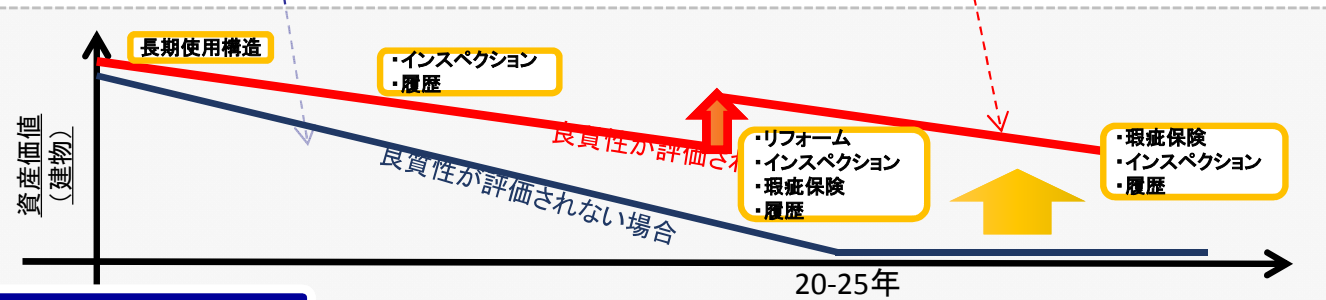 長期使用構造
・インスペクション
・履歴
資産価値
（建物）
良質性が評価され
良質性が評価されない場合
・リフォーム
・インスペクション
・瑕疵保険
・履歴
・瑕疵保険
・インスペクション
・履歴
20-25年